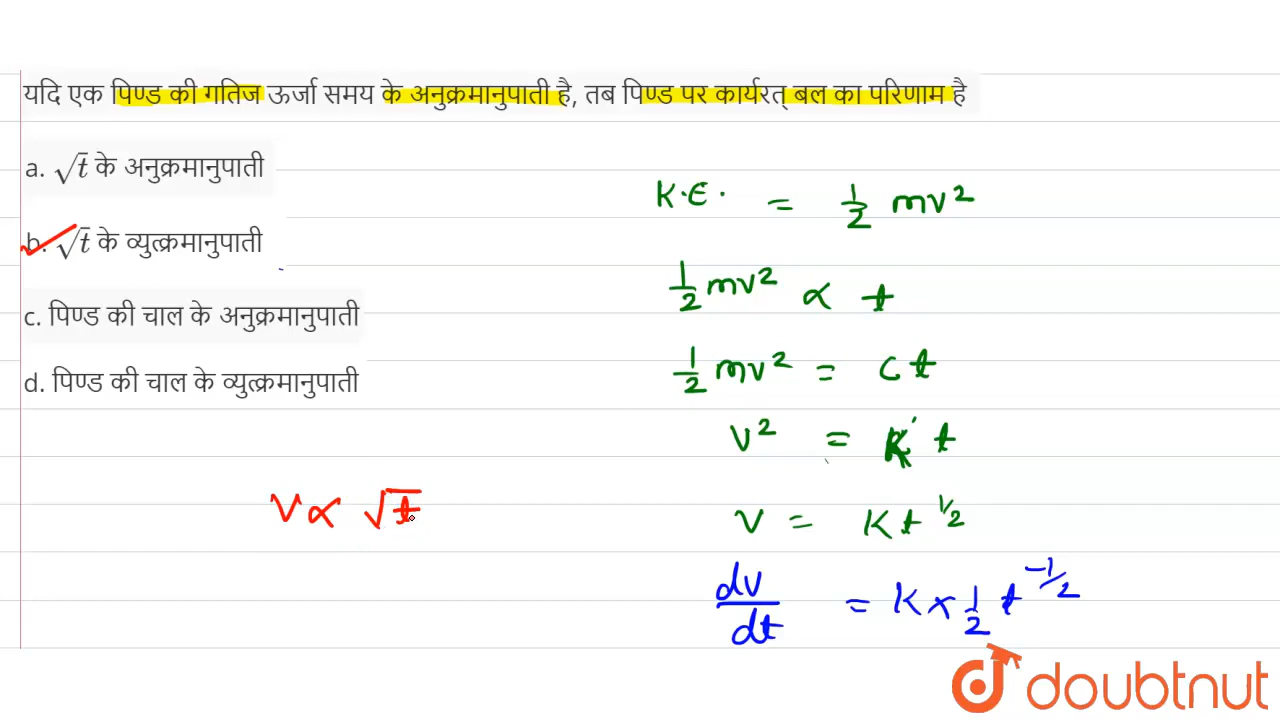 यदि एक पिण्ड की गतिज ऊर्जा समय के अनुक्रमानुपाती है, तब पिण्ड पर कार्यरत् बल का परिणाम है
a. √t के अनुक्रमानुपाती
b. √t के व्युत्क्रमानुपाती
c. पिण्ड की चाल के अनुक्रमानुपाती
d. पिण्ड की चाल के व्युत्क्रमानुपाती
K.E. = 1/2 mv²
1/2 mv² ∝ t
1/2 mv² = ct
v² = K' t
v = K t^1/2
dv/dt = K × 1/2 t^-1/2
v ∝ √t
doubtnut